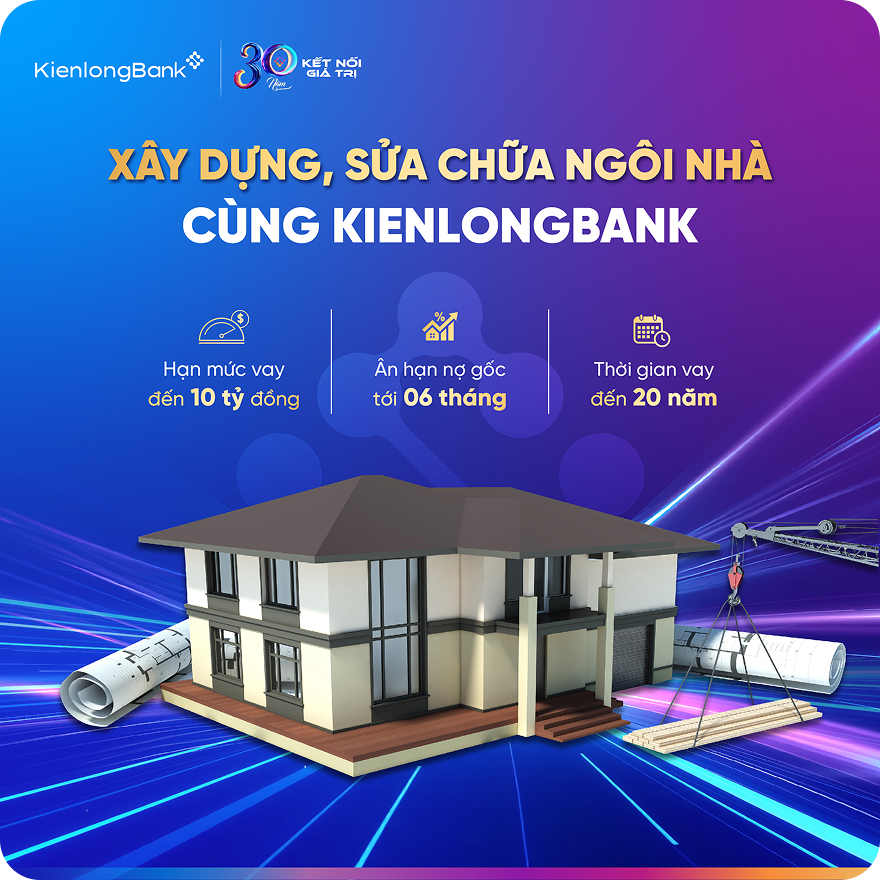 KienlongBank
30 Năm
KẾT NỐI
GIÁ TRỊ
XÂY DỰNG, SỬA CHỮA NGÔI NHÀ
CÙNG KIENLONGBANK
$
Hạn mức vay
đến 10 tỷ đồng
%
Ân hạn nợ gốc
tới 06 tháng
Thời gian vay
đến 20 năm